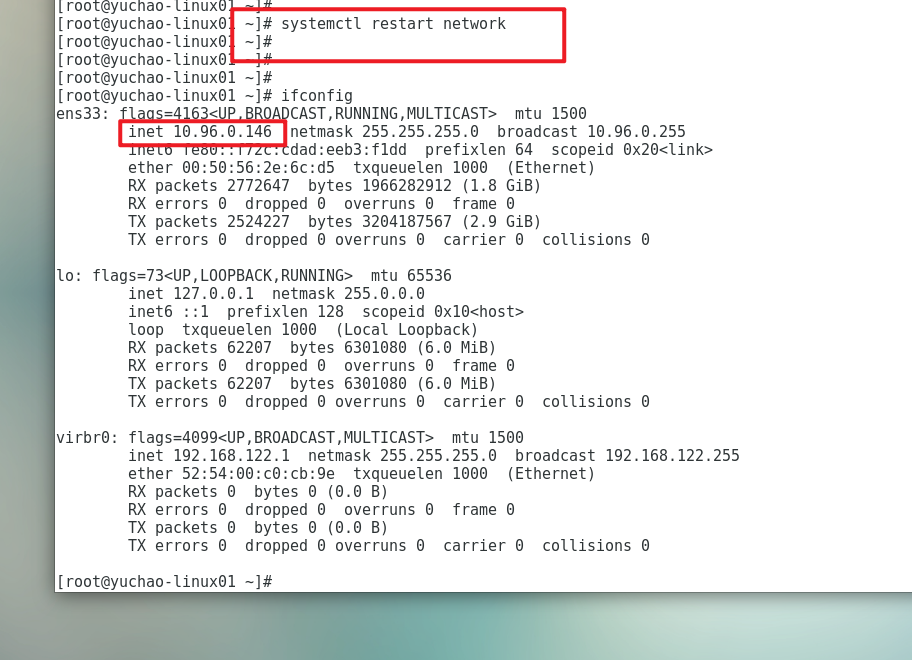 [root@yuchao-linux01 ~]#
[root@yuchao-linux01 ~]# systemctl restart network
[root@yuchao-linux01 ~]#
[root@yuchao-linux01 ~]#
[root@yuchao-linux01 ~]#
[root@yuchao-linux01 ~]# ifconfig
ens33: flags=4163<UP,BROADCAST,RUNNING,MULTICAST>  mtu 1500
        inet 10.96.0.146  netmask 255.255.255.0  broadcast 10.96.0.255
        inet6 fe80::f72c:cdad:eeb3:f1dd  prefixlen 64  scopeid 0x20<link>
        ether 00:50:56:2e:6c:d5  txqueuelen 1000  (Ethernet)
        RX packets 2772647  bytes 1966282912 (1.8 GiB)
        RX errors 0  dropped 0  overruns 0  frame 0
        TX packets 2524227  bytes 3204187567 (2.9 GiB)
        TX errors 0  dropped 0 overruns 0  carrier 0  collisions 0
lo: flags=73<UP,LOOPBACK,RUNNING>  mtu 65536
        inet 127.0.0.1  netmask 255.0.0.0
        inet6 ::1  prefixlen 128  scopeid 0x10<host>
        loop  txqueuelen 1000  (Local Loopback)
        RX packets 62207  bytes 6301080 (6.0 MiB)
        RX errors 0  dropped 0  overruns 0  frame 0
        TX packets 62207  bytes 6301080 (6.0 MiB)
        TX errors 0  dropped 0 overruns 0  carrier 0  collisions 0
virbr0: flags=4099<UP,BROADCAST,MULTICAST>  mtu 1500
        inet 192.168.122.1  netmask 255.255.255.0  broadcast 192.168.122.255
        ether 52:54:00:c0:cb:9e  txqueuelen 1000  (Ethernet)
        RX packets 0  bytes 0 (0.0 B)
        RX errors 0  dropped 0  overruns 0  frame 0
        TX packets 0  bytes 0 (0.0 B)
        TX errors 0  dropped 0 overruns 0  carrier 0  collisions 0
[root@yuchao-linux01 ~]#